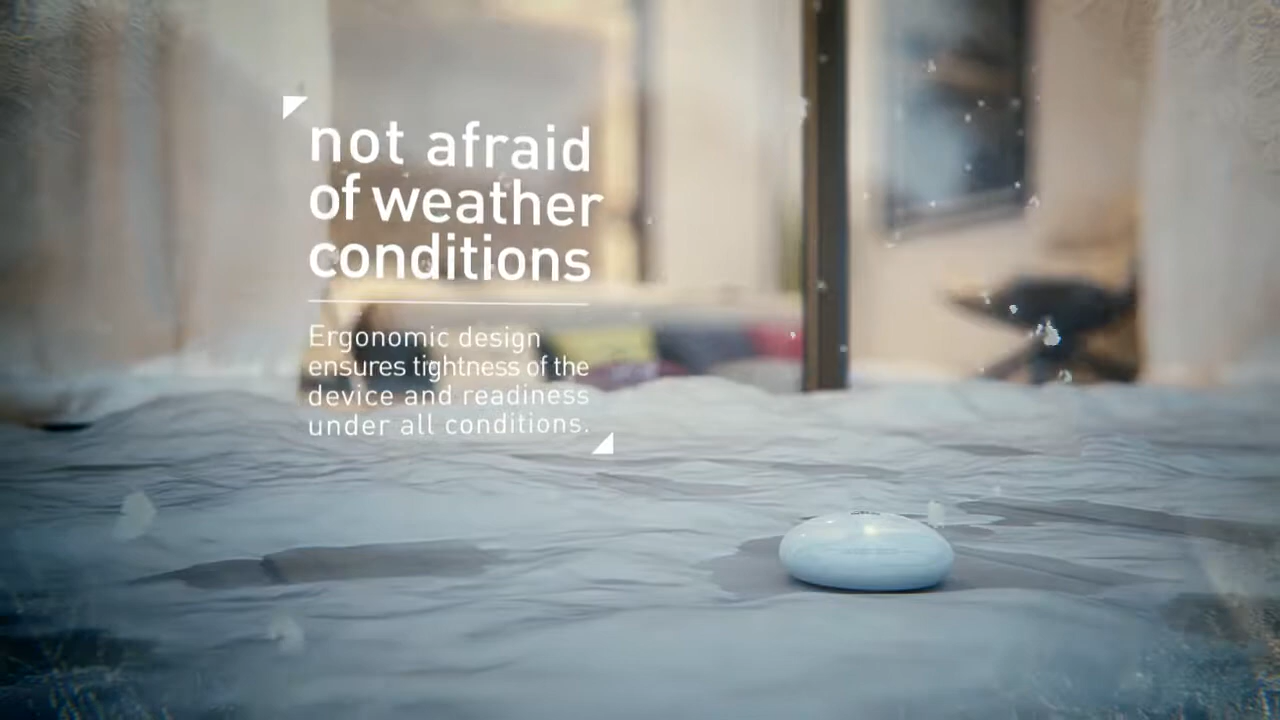 not afraid
of weather
conditions
Ergonomic design
ensures tightness of the
device and readiness
under all conditions.